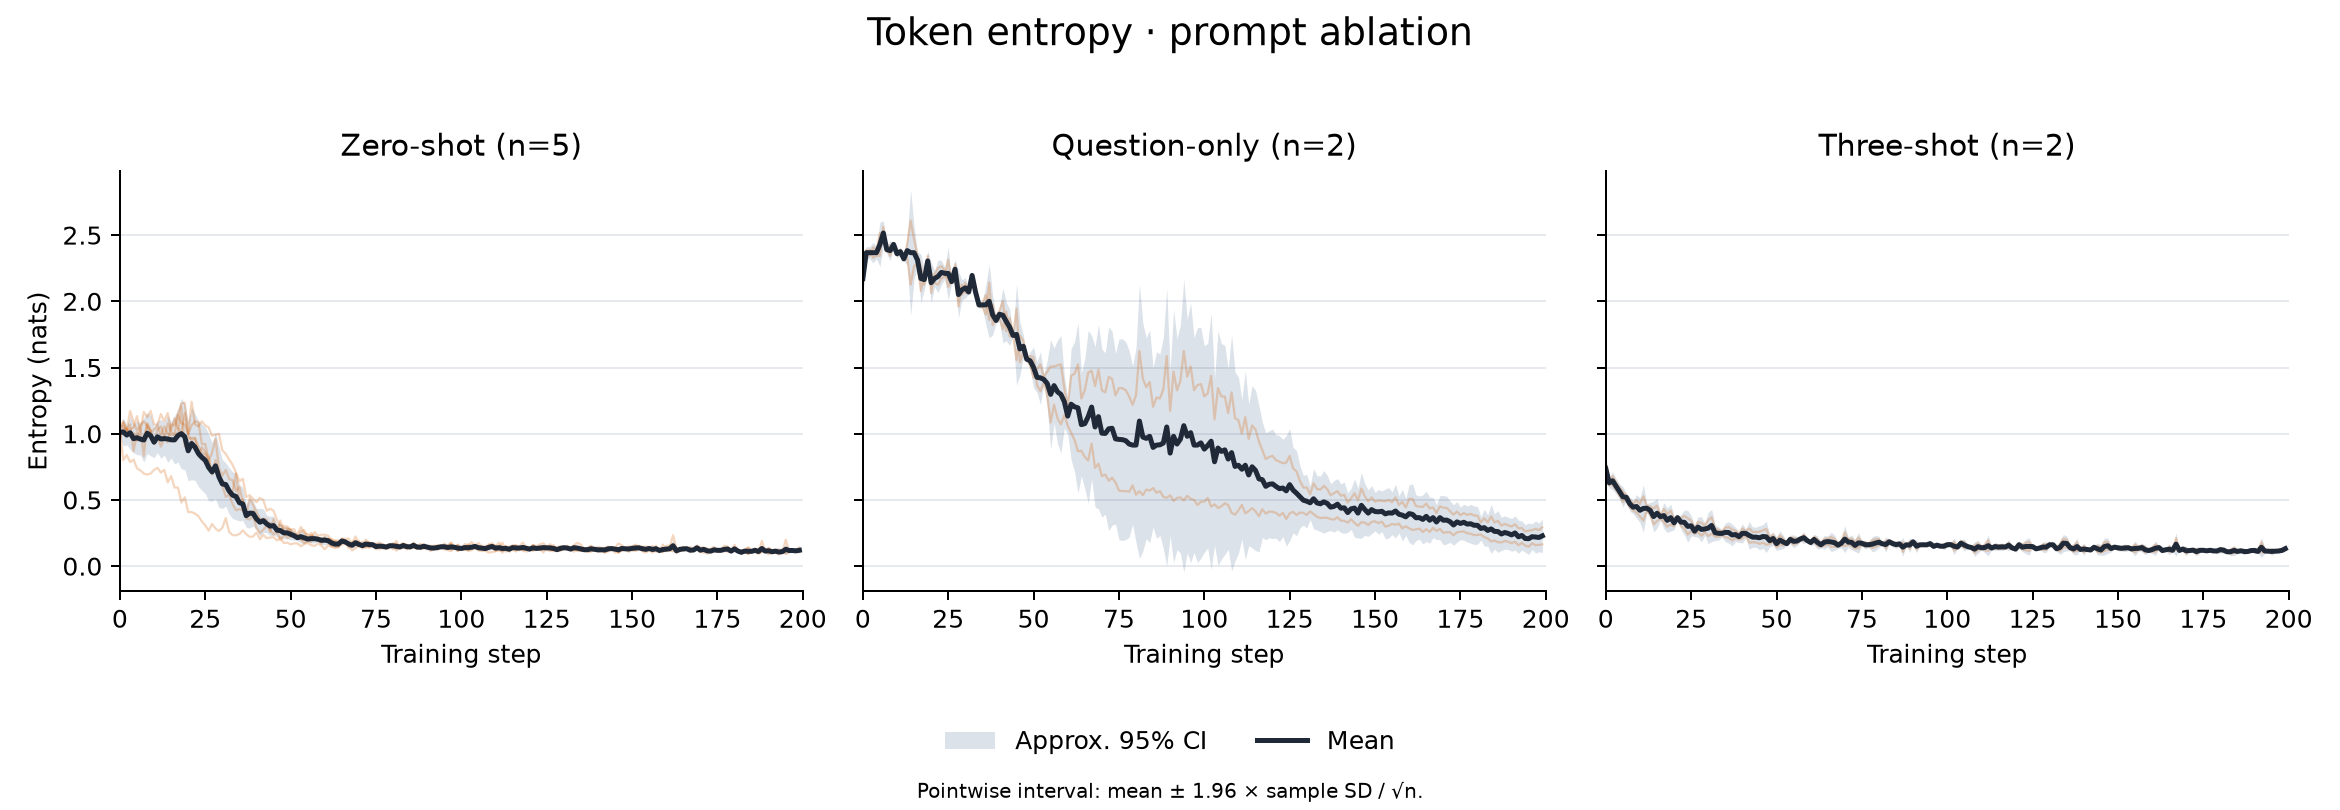 Token entropy · prompt ablation
Zero-shot (n=5)
Question-only (n=2)
Three-shot (n=2)
Entropy (nats)
2.5
2.0
1.5
1.0
0.5
0.0
0 25 50 75 100 125 150 175 200
0 25 50 75 100 125 150 175 200
0 25 50 75 100 125 150 175 200
Training step
Training step
Training step
Approx. 95% CI
Mean
Pointwise interval: mean ± 1.96 × sample SD / √n.